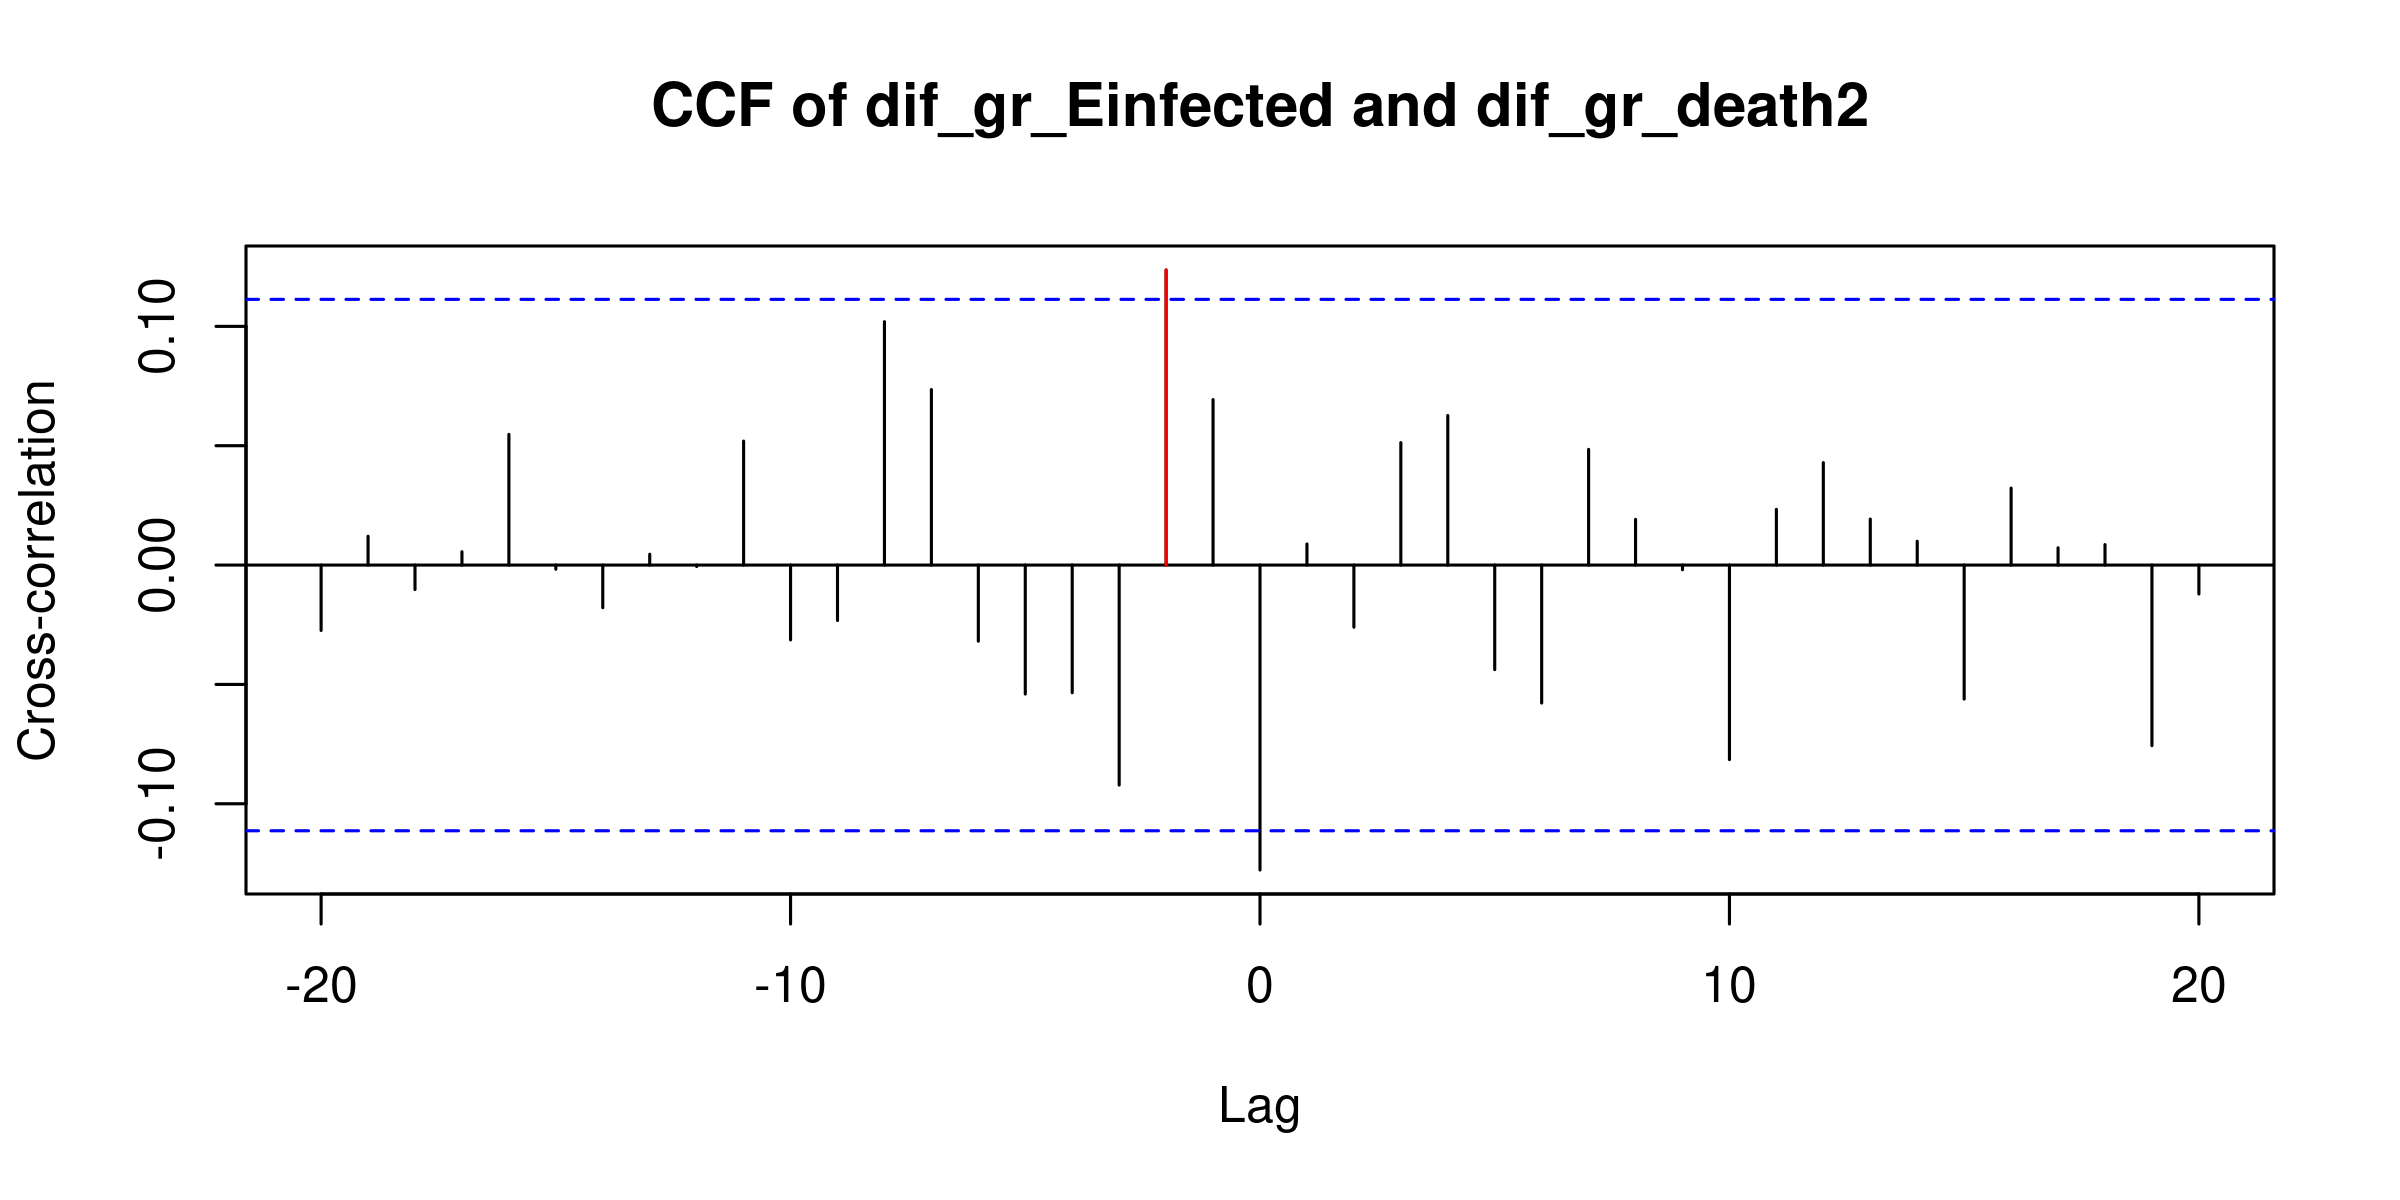 CCF of dif_gr_Einfected and dif_gr_death2
Cross-correlation
0.10
0.00
-0.10
-20 -10 0 10 20
Lag